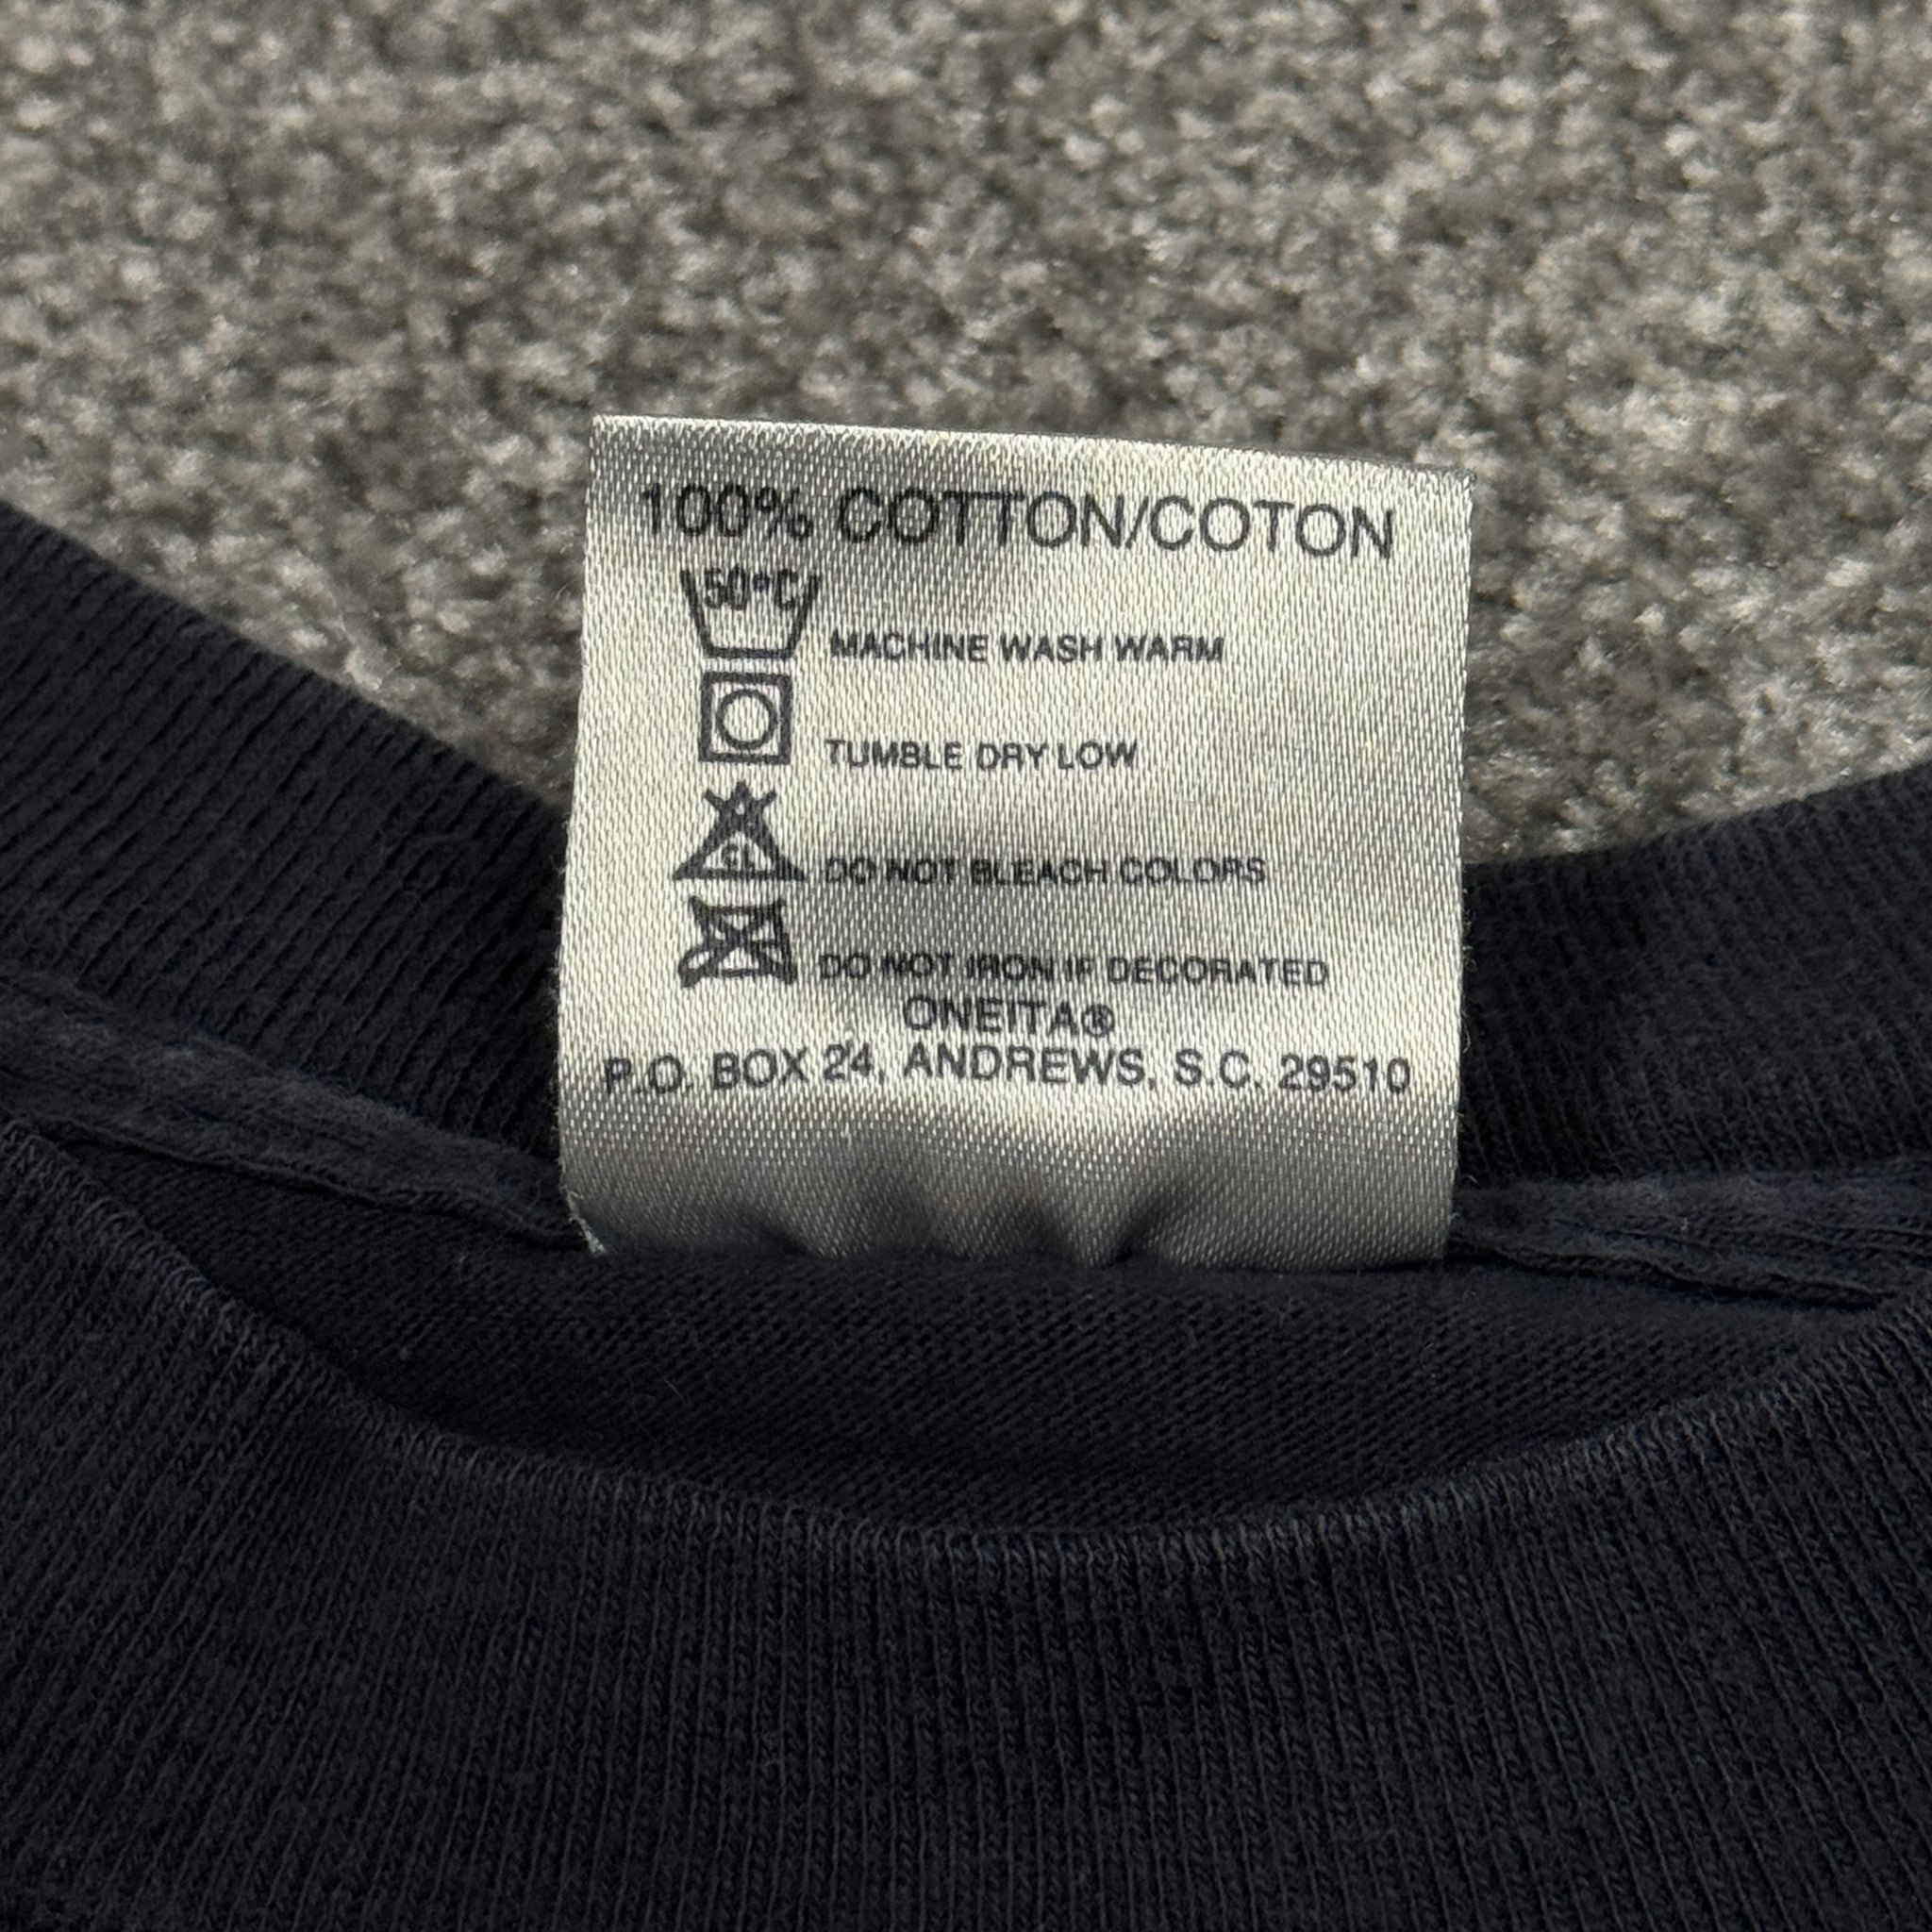 100% COTTON/COTON
50°C
MACHINE WASH WARM
TUMBLE DRY LOW
DO NOT BLEACH COLORS
DO NOT IRON IF DECORATED
ONEITA®
P.O. BOX 24, ANDREWS, S.C. 29510